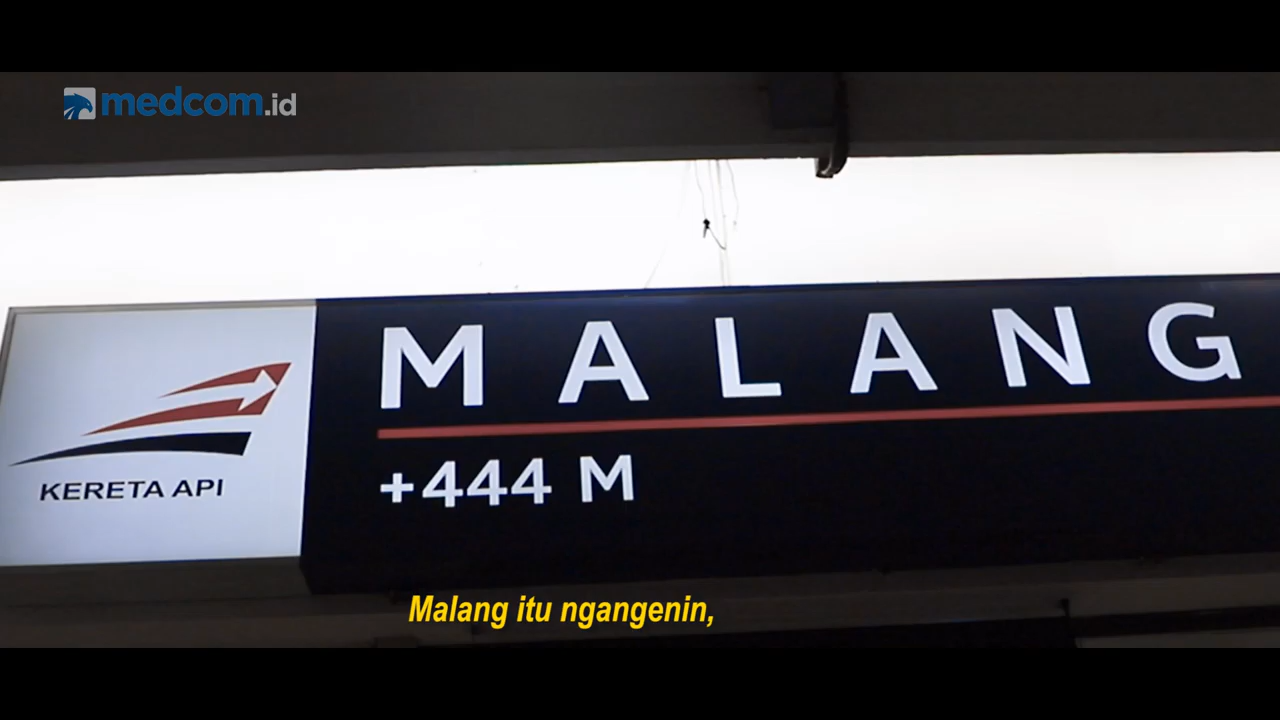 medcom.id
MALANG
+444 M
KERETA API
Malang itu ngangenin,